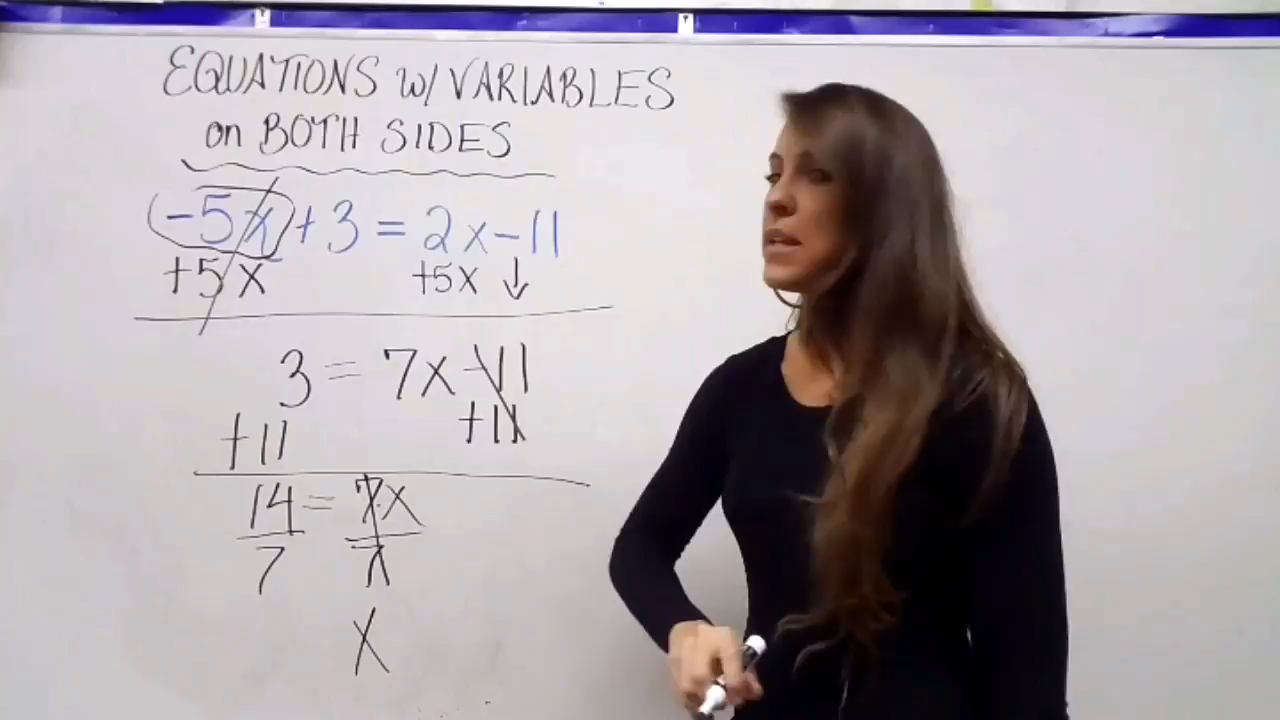 EQUATIONS w/ VARIABLES
on BOTH SIDES
-5x + 3 = 2x - 11
+5x +5x ↓
3 = 7x - 11
+11 +11
14 = 7x
7 7
x